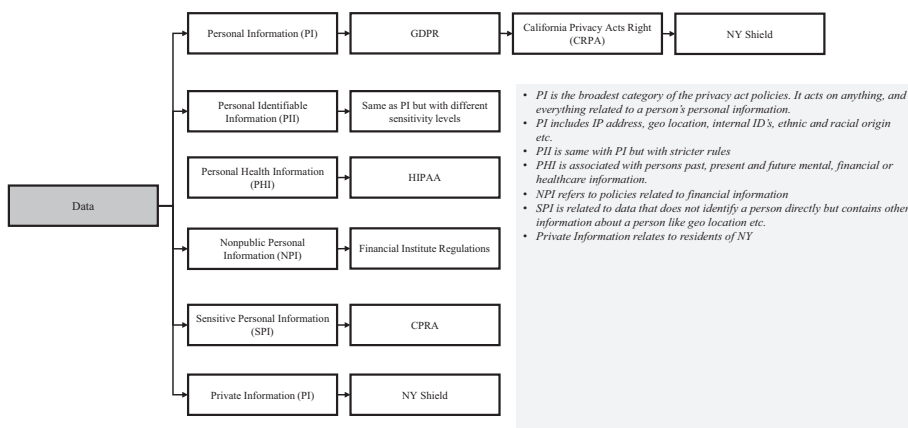 Personal Information (PI)
GDPR
California Privacy Acts Right
(CRPA)
NY Shield
Personal Identifiable
Information (PII)
Same as PI but with different
sensitivity levels
Personal Health Information
(PHI)
HIPAA
Data
Nonpublic Personal
Information (NPI)
Financial Institute Regulations
Sensitive Personal Information
(SPI)
CPRA
Private Information (PI)
NY Shield
• PI is the broadest category of the privacy act policies. It acts on anything, and
everything related to a person's personal information.
• PI includes IP address, geo location, internal ID's, ethnic and racial origin
etc.
• PII is same with PI but with stricter rules
• PHI is associated with persons past, present and future mental, financial or
healthcare information.
• NPI refers to policies related to financial information
• SPI is related to data that does not identify a person directly but contains other
information about a person like geo location etc.
• Private Information relates to residents of NY